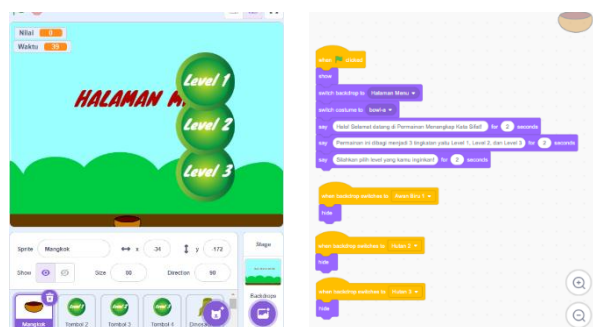 Nilai 0
Waktu 35
Level 1
HALAMAN M
Level 2
Level 3
Sprite Mangkok x 34 y -172
Show Size 90 Direction 90
Stage
Backdrops
Mangkok Tombol 2 Tombol 3 Tombol 4
when clicked
show
switch backdrop to Halaman Menu
switch costume to bowl-a
say Halo! Selamat datang di Permainan Menangkap Kata Sifat! for 2 seconds
say Permainan ini dibagi menjadi 3 tingkatan yaitu Level 1, Level 2, dan Level 3 for 2 seconds
say Silahkan pilih level yang kamu inginkan! for 2 seconds
when backdrop switches to Awan Biru 1
hide
when backdrop switches to Hutan 2
hide
when backdrop switches to Hutan 3
hide